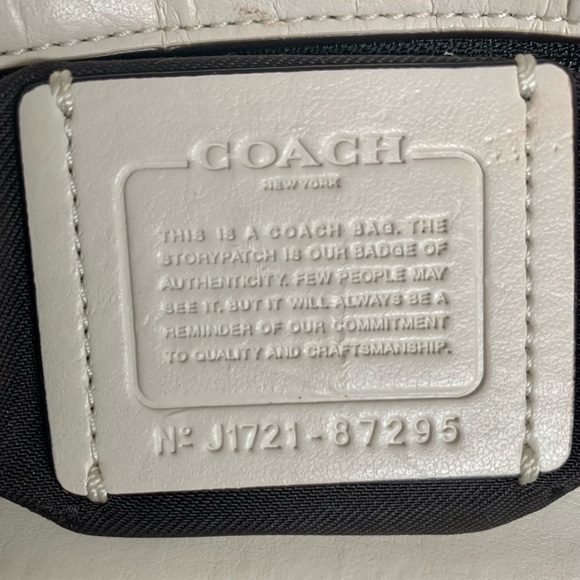 COACH
NEW YORK
THIS IS A COACH BAG. THE
STORYPATCH IS OUR BADGE OF
AUTHENTICITY. FEW PEOPLE MAY
SEE IT. BUT IT WILL ALWAYS BE A
REMINDER OF OUR COMMITMENT
TO QUALITY AND CRAFTSMANSHIP.
Nº J1721-87295